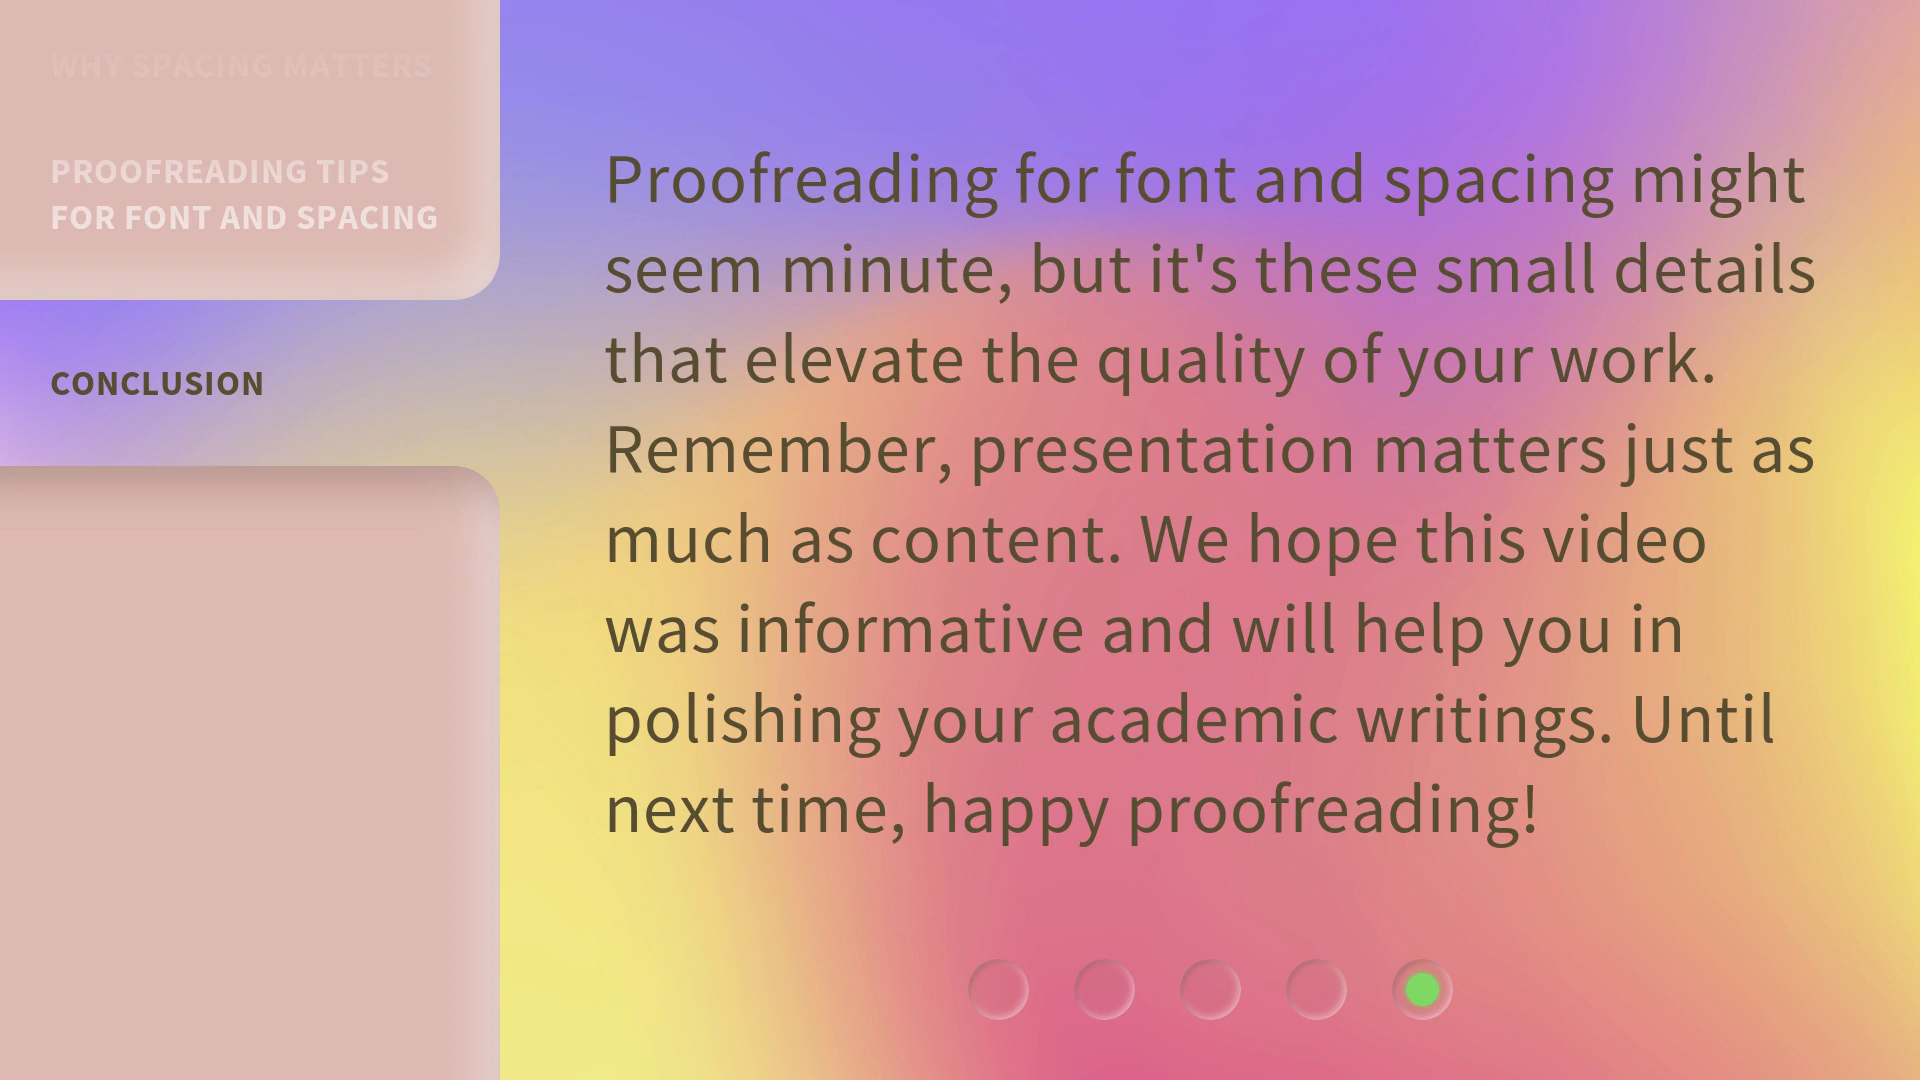 WHY SPACING MATTERS
PROOFREADING TIPS
FOR FONT AND SPACING
CONCLUSION
Proofreading for font and spacing might
seem minute, but it's these small details
that elevate the quality of your work.
Remember, presentation matters just as
much as content. We hope this video
was informative and will help you in
polishing your academic writings. Until
next time, happy proofreading!